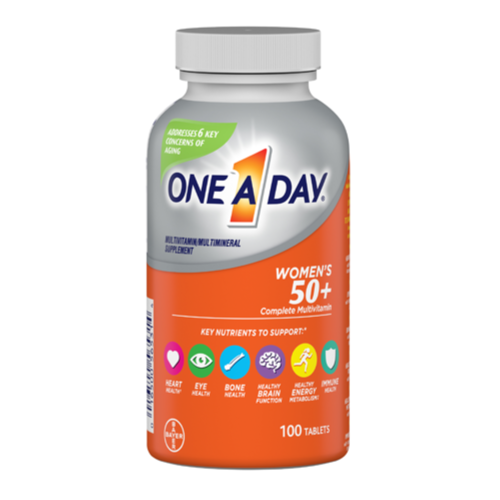 ADDRESSES 6 KEY
CONCERNS OF
AGING
ONE A DAY®
1
MULTIVITAMIN/MULTIMINERAL
SUPPLEMENT
WOMEN'S
50+
Complete Multivitamin
KEY NUTRIENTS TO SUPPORT:*
HEART
HEALTH
EYE
HEALTH
BONE
HEALTH
HEALTHY
BRAIN
FUNCTION
HEALTHY
ENERGY
METABOLISM
IMMUNE
HEALTH
BAYER
100 TABLETS